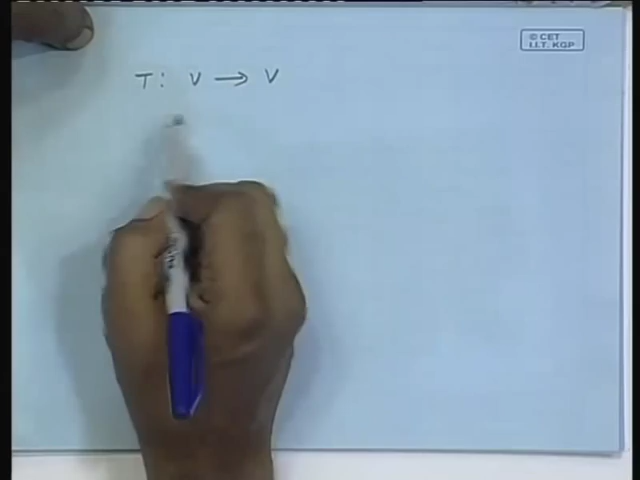 © CET
I.I.T. KGP
T: V → V